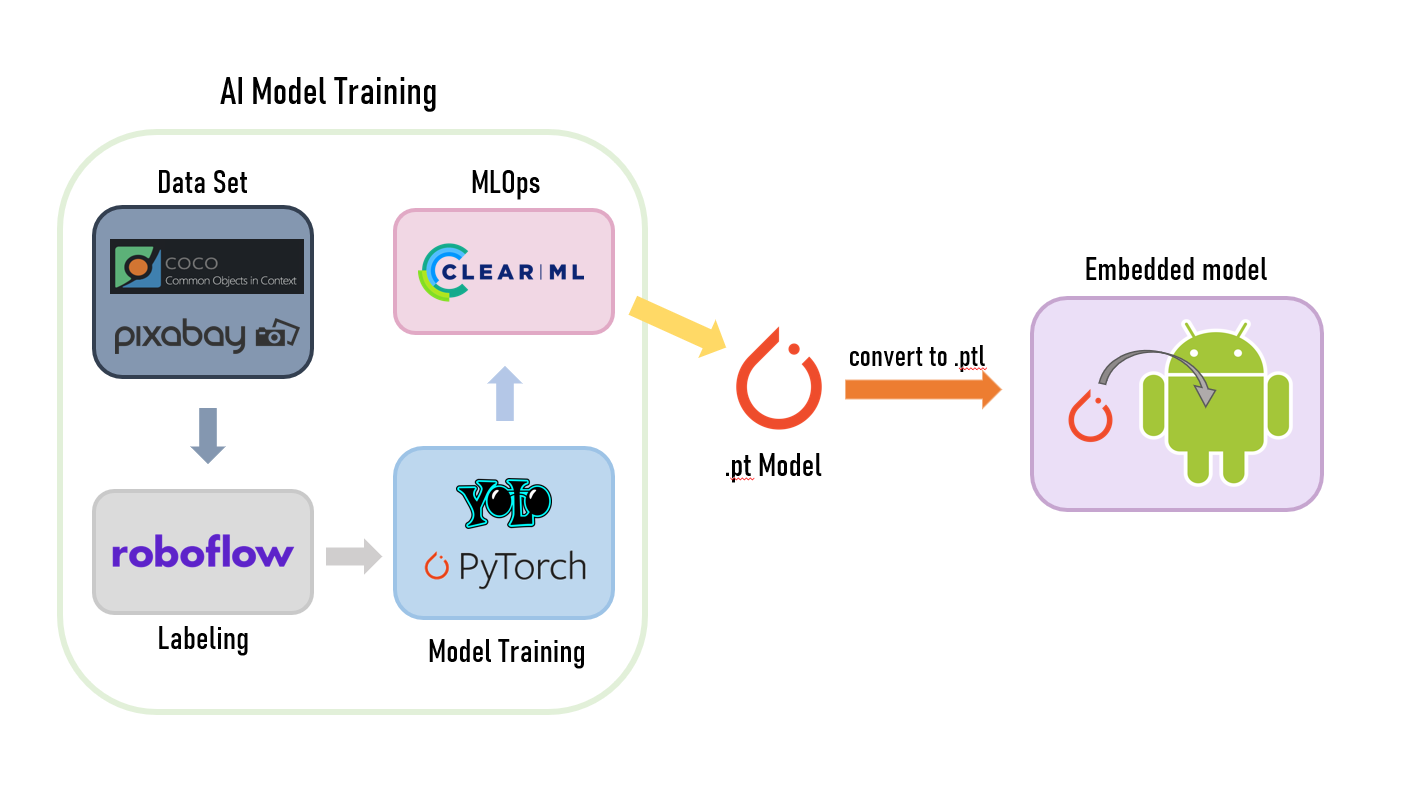 AI Model Training
Data Set
COCO
Common Objects in Context
pixabay
roboflow
Labeling
YOLO
PyTorch
Model Training
MLOps
CLEAR|ML
.pt Model
convert to .ptl
Embedded model